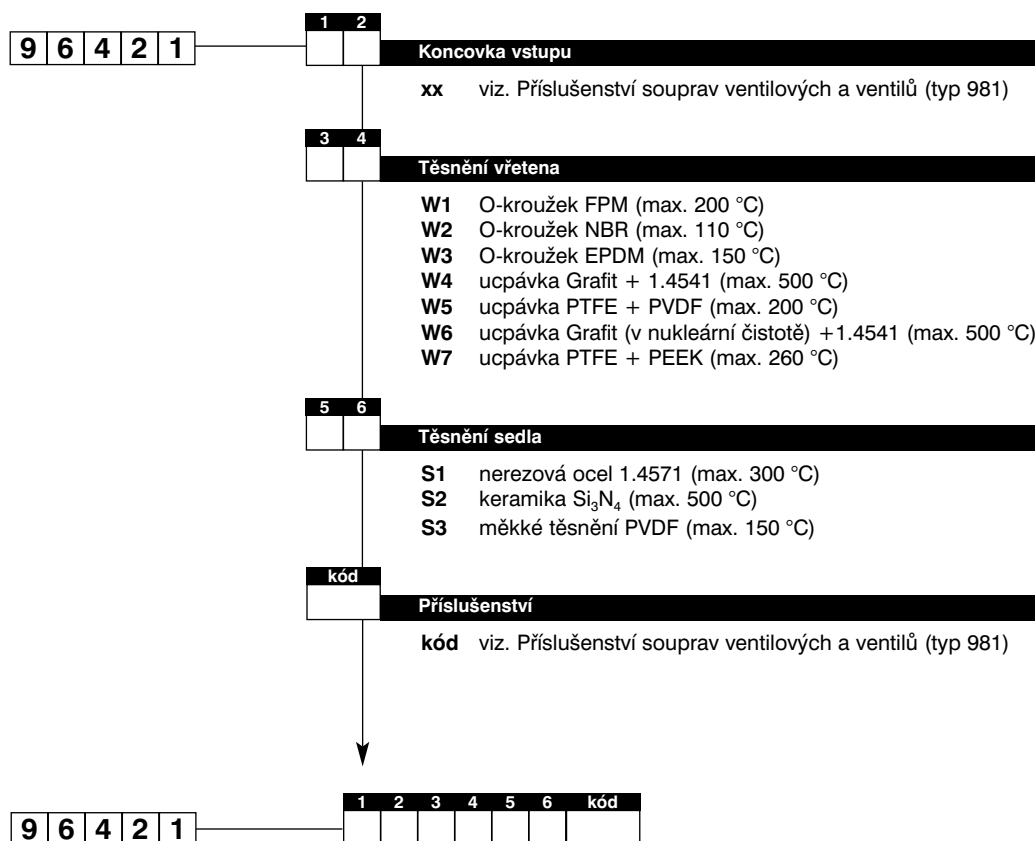 1 2
9 6 4 2 1
Koncovka vstupu
xx viz. Příslušenství souprav ventilových a ventilů (typ 981)
3 4
Těsnění vřetena
W1 O-kroužek FPM (max. 200 °C)
W2 O-kroužek NBR (max. 110 °C)
W3 O-kroužek EPDM (max. 150 °C)
W4 ucpávka Grafit + 1.4541 (max. 500 °C)
W5 ucpávka PTFE + PVDF (max. 200 °C)
W6 ucpávka Grafit (v nukleární čistotě) +1.4541 (max. 500 °C)
W7 ucpávka PTFE + PEEK (max. 260 °C)
5 6
Těsnění sedla
S1 nerezová ocel 1.4571 (max. 300 °C)
S2 keramika Si₃N₄ (max. 500 °C)
S3 měkké těsnění PVDF (max. 150 °C)
kód
Příslušenství
kód viz. Příslušenství souprav ventilových a ventilů (typ 981)
1 2 3 4 5 6 kód
9 6 4 2 1